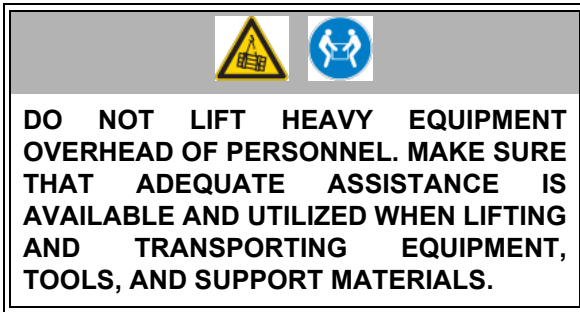 DO NOT LIFT HEAVY EQUIPMENT
OVERHEAD OF PERSONNEL. MAKE SURE
THAT ADEQUATE ASSISTANCE IS
AVAILABLE AND UTILIZED WHEN LIFTING
AND TRANSPORTING EQUIPMENT,
TOOLS, AND SUPPORT MATERIALS.